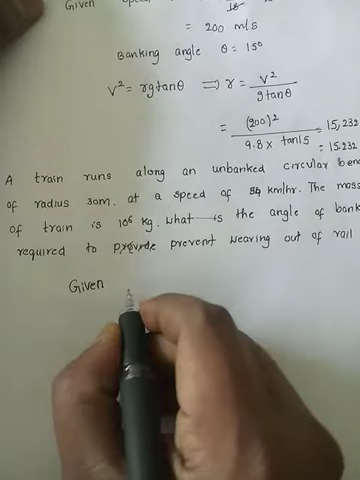 Given
= 200 m/s
Banking angle θ = 15°
V² = rg tanθ ⟹ r = V² / g tanθ
= (200)² / 9.8 × tan15 = 15,232
= 15.232
A train runs along an unbanked circular bend
of radius 30m. at a speed of 54 km/hr. The mass
of train is 10⁶ kg. What is the angle of bank
required to prevent wearing out of rail
Given